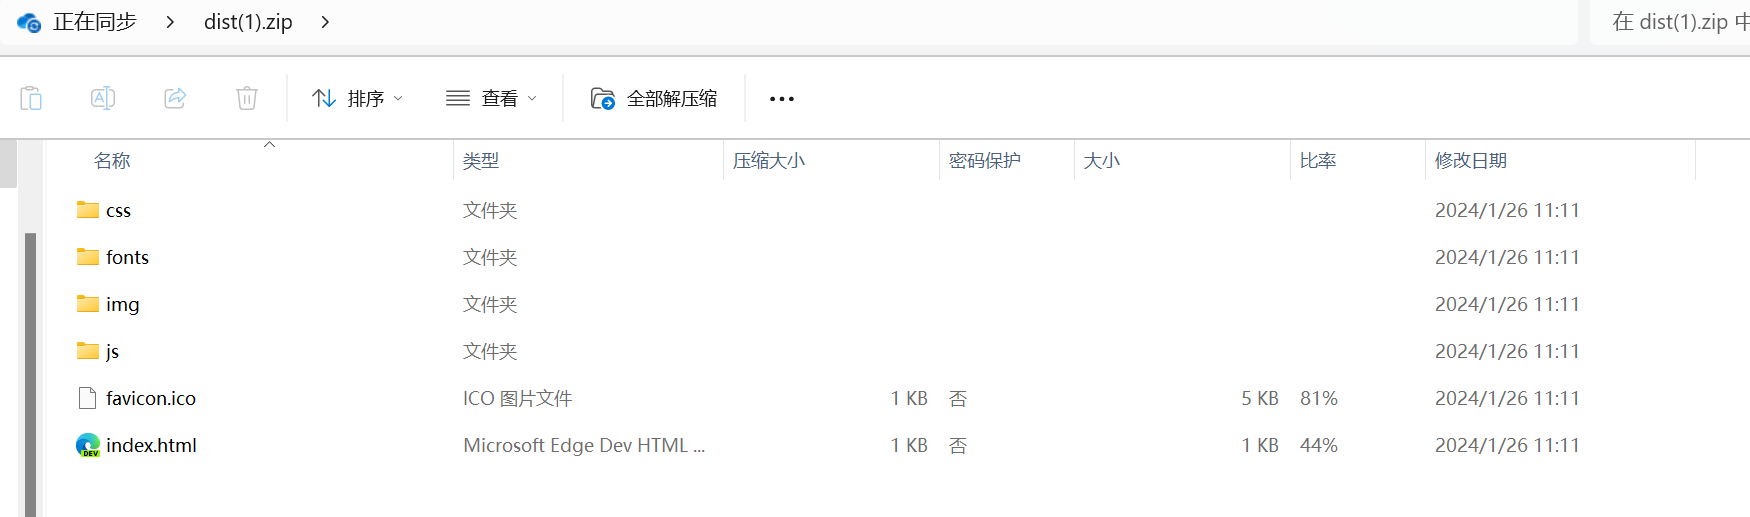 正在同步 > dist(1).zip >
在 dist(1).zip 中
排序 查看 全部解压缩 •••
名称 类型 压缩大小 密码保护 大小 比率 修改日期
css 文件夹 2024/1/26 11:11
fonts 文件夹 2024/1/26 11:11
img 文件夹 2024/1/26 11:11
js 文件夹 2024/1/26 11:11
favicon.ico ICO 图片文件 1 KB 否 5 KB 81% 2024/1/26 11:11
DEV index.html Microsoft Edge Dev HTML ... 1 KB 否 1 KB 44% 2024/1/26 11:11